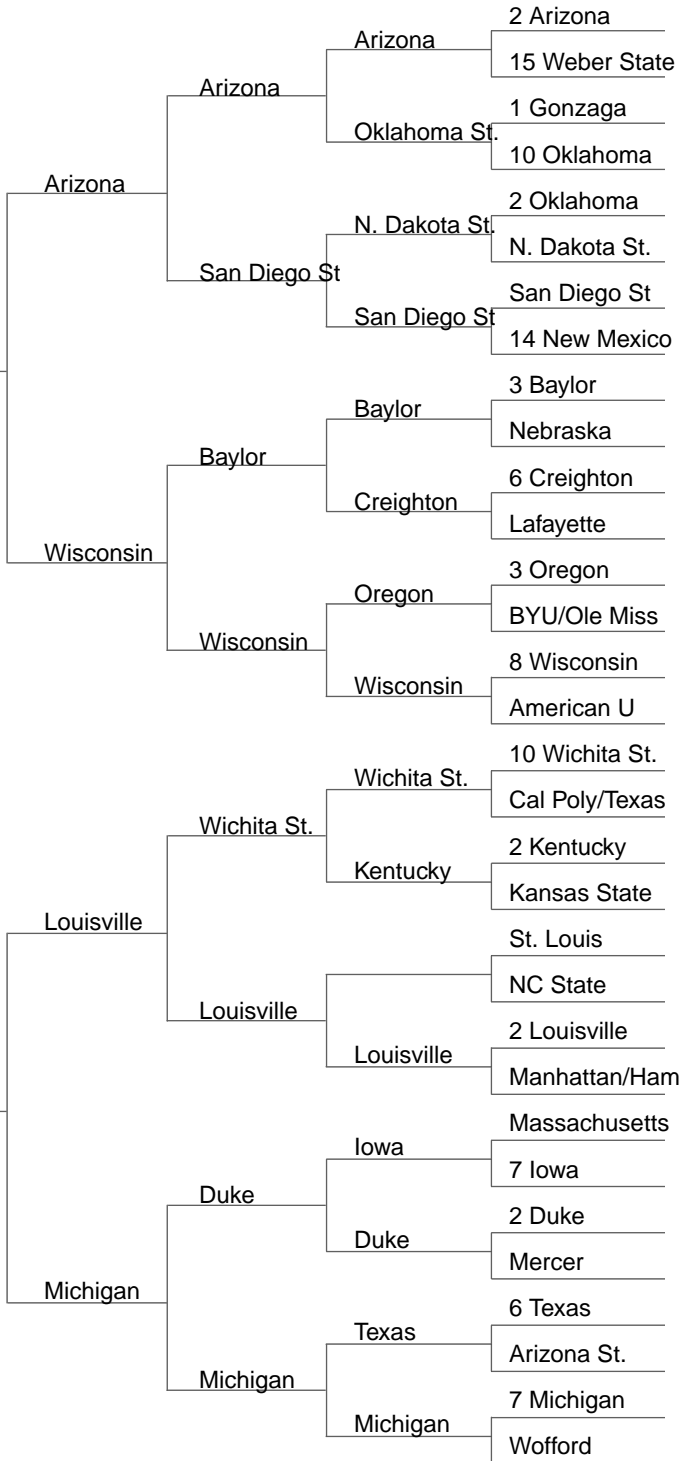 2 Arizona
Arizona
15 Weber State
Arizona
1 Gonzaga
Oklahoma St.
10 Oklahoma
Arizona
2 Oklahoma
N. Dakota St.
N. Dakota St.
San Diego St
San Diego St
San Diego St
14 New Mexico
3 Baylor
Baylor
Nebraska
Baylor
6 Creighton
Creighton
Lafayette
Wisconsin
3 Oregon
Oregon
BYU/Ole Miss
Wisconsin
8 Wisconsin
Wisconsin
American U
10 Wichita St.
Wichita St.
Cal Poly/Texas
Wichita St.
2 Kentucky
Kentucky
Kansas State
Louisville
St. Louis
NC State
Louisville
2 Louisville
Louisville
Manhattan/Ham
Massachusetts
Iowa
7 Iowa
Duke
2 Duke
Duke
Mercer
Michigan
6 Texas
Texas
Arizona St.
Michigan
7 Michigan
Michigan
Wofford